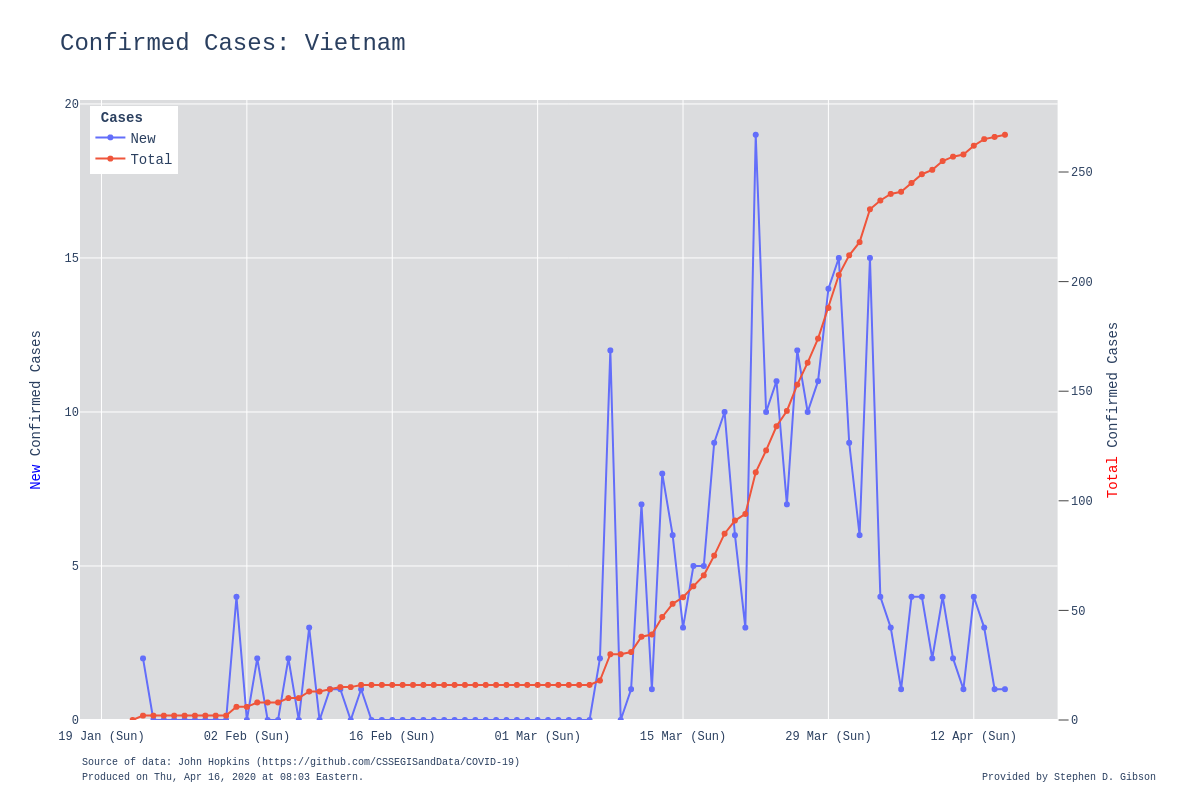 Confirmed Cases: Vietnam
Cases
New
Total
20
15
10
5
0
250
200
150
100
50
0
New Confirmed Cases
Total Confirmed Cases
19 Jan (Sun)
02 Feb (Sun)
16 Feb (Sun)
01 Mar (Sun)
15 Mar (Sun)
29 Mar (Sun)
12 Apr (Sun)
Source of data: John Hopkins (https://github.com/CSSEGISandData/COVID-19)
Produced on Thu, Apr 16, 2020 at 08:03 Eastern.
Provided by Stephen D. Gibson